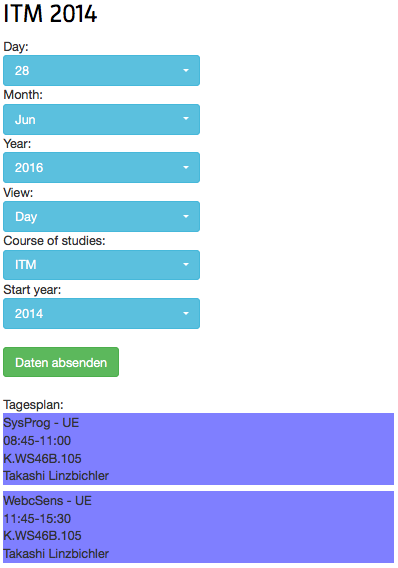 ITM 2014
Day:
28
Month:
Jun
Year:
2016
View:
Day
Course of studies:
ITM
Start year:
2014
Daten absenden
Tagesplan:
SysProg - UE
08:45-11:00
K.WS46B.105
Takashi Linzbichler
WebcSens - UE
11:45-15:30
K.WS46B.105
Takashi Linzbichler